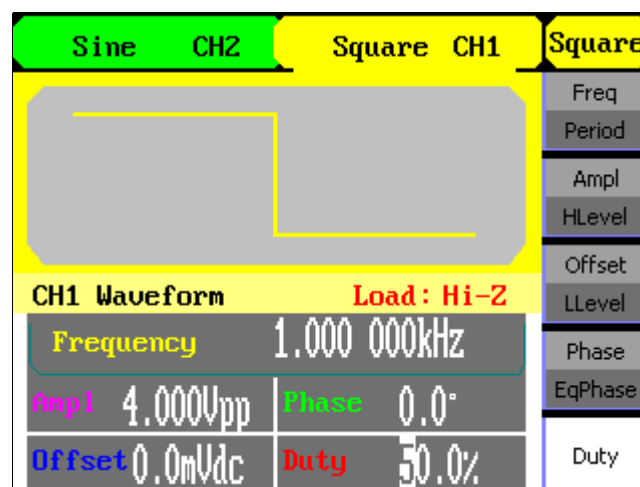 Sine CH2 Square CH1 Square
Freq
Period
Ampl
HLevel
Offset
LLevel
CH1 Waveform Load: Hi-Z
Frequency 1.000 000kHz
Phase
EqPhase
Ampl 4.000Vpp Phase 0.0°
Offset 0.0mVdc Duty 50.0%
Duty